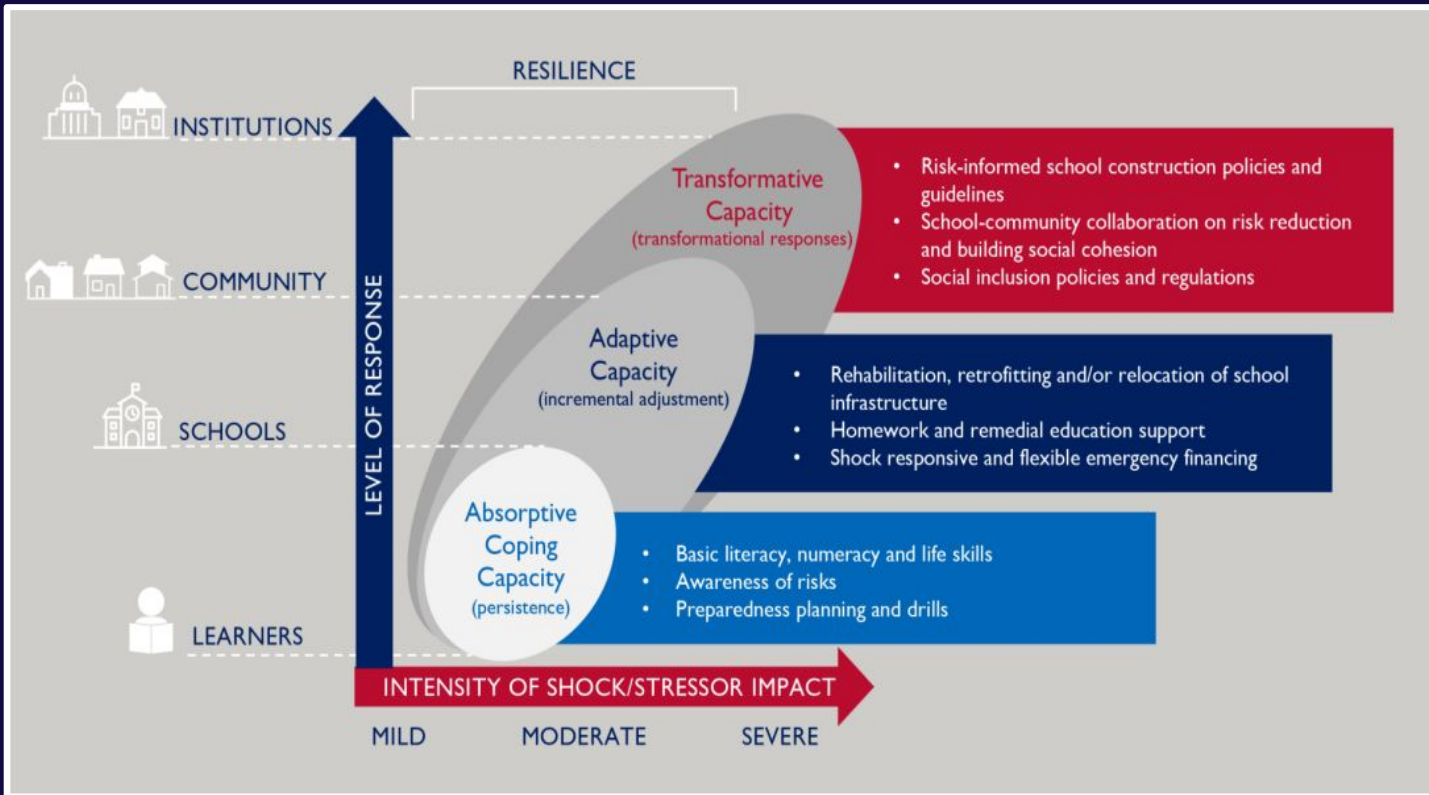 RESILIENCE
INSTITUTIONS
COMMUNITY
SCHOOLS
LEARNERS
LEVEL OF RESPONSE
Transformative
Capacity
(transformational responses)
• Risk-informed school construction policies and
guidelines
• School-community collaboration on risk reduction
and building social cohesion
• Social inclusion policies and regulations
Adaptive
Capacity
(incremental adjustment)
• Rehabilitation, retrofitting and/or relocation of school
infrastructure
• Homework and remedial education support
• Shock responsive and flexible emergency financing
Absorptive
Coping
Capacity
(persistence)
• Basic literacy, numeracy and life skills
• Awareness of risks
• Preparedness planning and drills
INTENSITY OF SHOCK/STRESSOR IMPACT
MILD
MODERATE
SEVERE